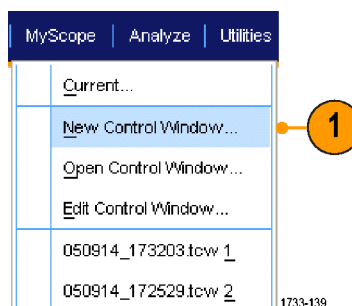 MyScope | Analyze | Utilities
Current...
New Control Window...
1
Open Control Window...
Edit Control Window...
050914_173203.tcw 1
050914_172529.tcw 2
1733-139